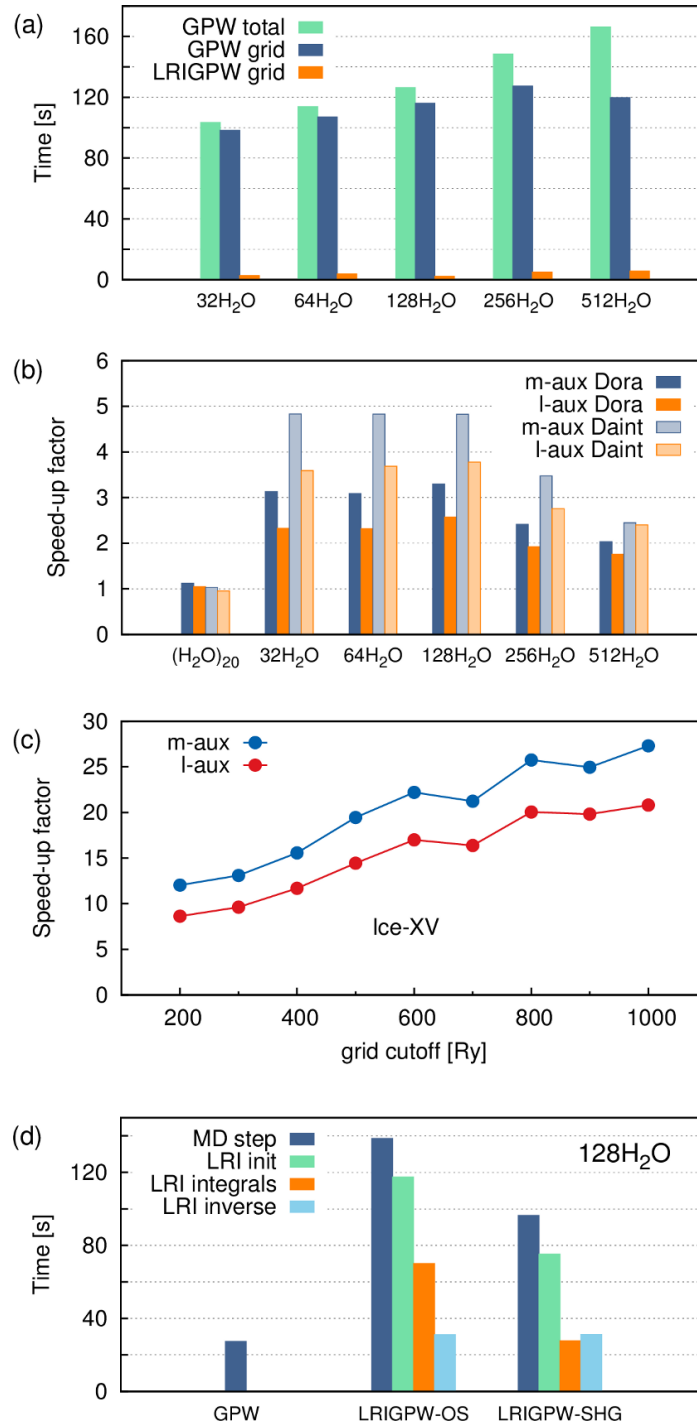 (a)
GPW total
GPW grid
LRIGPW grid
Time [s]
160
120
80
40
0
32H₂O 64H₂O 128H₂O 256H₂O 512H₂O
(b)
m-aux Dora
l-aux Dora
m-aux Daint
l-aux Daint
Speed-up factor
6
5
4
3
2
1
0
(H₂O)₂₀ 32H₂O 64H₂O 128H₂O 256H₂O 512H₂O
(c)
m-aux
l-aux
Speed-up factor
30
25
20
15
10
5
0
Ice-XV
200 400 600 800 1000
grid cutoff [Ry]
(d)
MD step
LRI init
LRI integrals
LRI inverse
128H₂O
Time [s]
120
80
40
0
GPW LRIGPW-OS LRIGPW-SHG